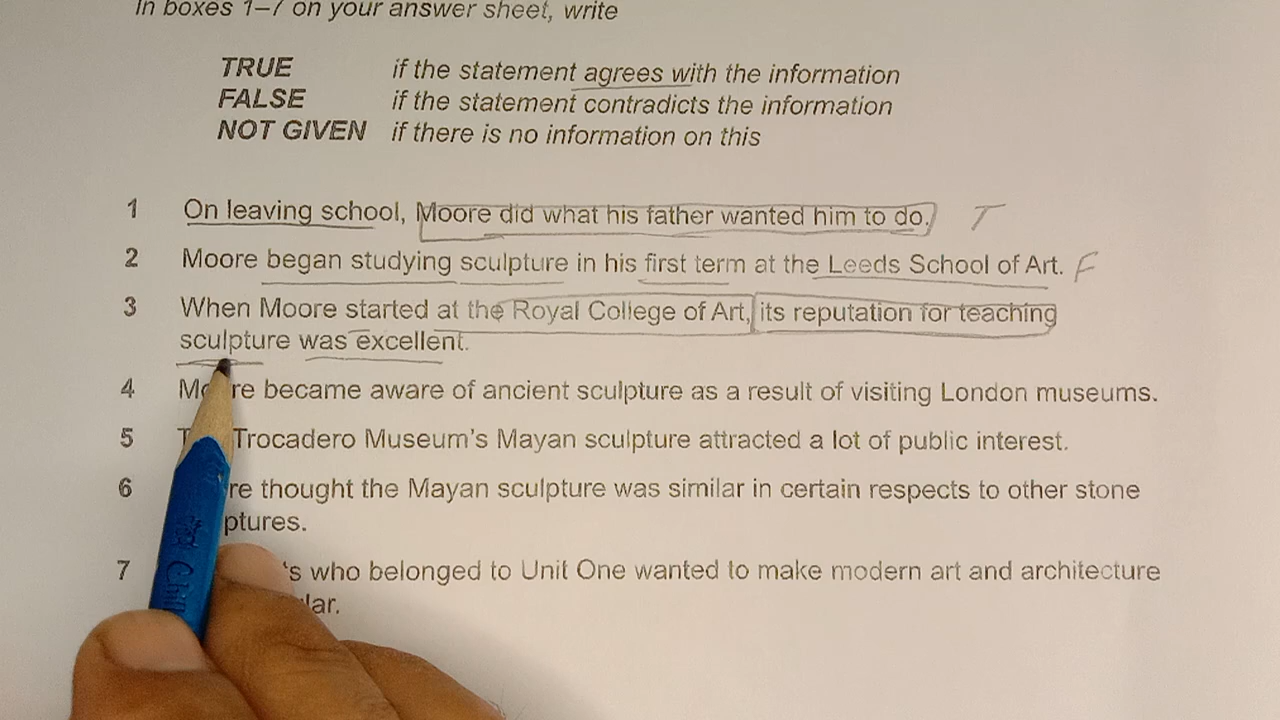 In boxes 1–7 on your answer sheet, write
TRUE if the statement agrees with the information
FALSE if the statement contradicts the information
NOT GIVEN if there is no information on this
1 On leaving school, Moore did what his father wanted him to do. T
2 Moore began studying sculpture in his first term at the Leeds School of Art. F
3 When Moore started at the Royal College of Art, its reputation for teaching
sculpture was excellent.
4 Moore became aware of ancient sculpture as a result of visiting London museums.
5 Trocadero Museum's Mayan sculpture attracted a lot of public interest.
6 thought the Mayan sculpture was similar in certain respects to other stone
7 who belonged to Unit One wanted to make modern art and architecture